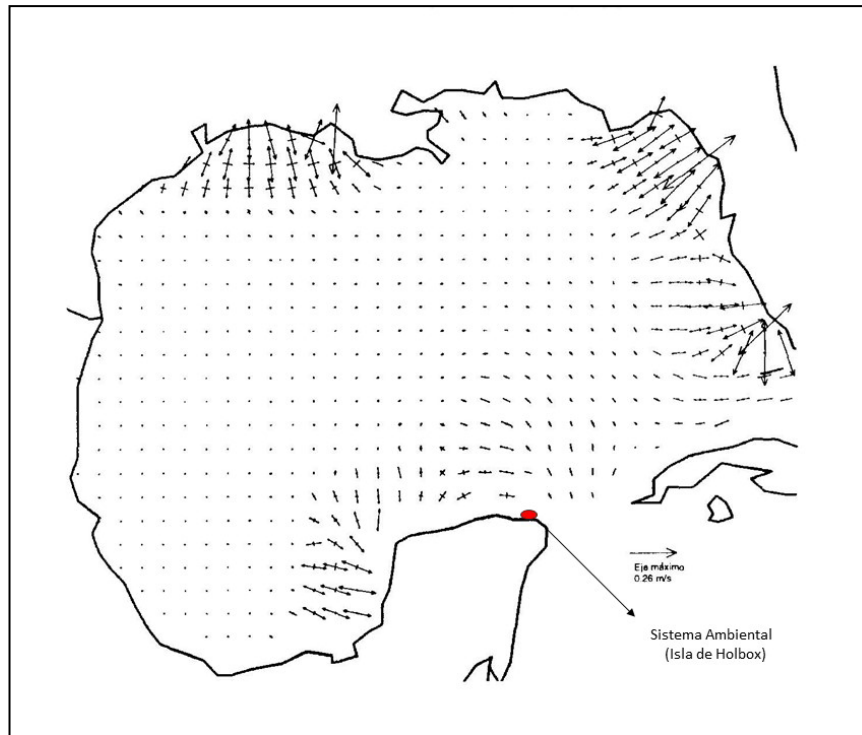 Eje máximo
0.26 m/s
Sistema Ambiental
(Isla de Holbox)